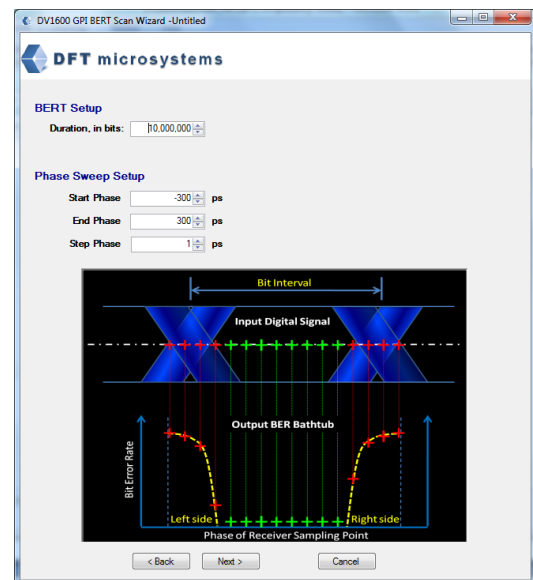 DV1600 GPI BERT Scan Wizard -Untitled
DFT microsystems
BERT Setup
Duration, in bits: 10,000,000
Phase Sweep Setup
Start Phase -300 ps
End Phase 300 ps
Step Phase 1 ps
Bit Interval
Input Digital Signal
Output BER Bathtub
Bit Error Rate
Left side Right side
Phase of Receiver Sampling Point
< Back Next > Cancel